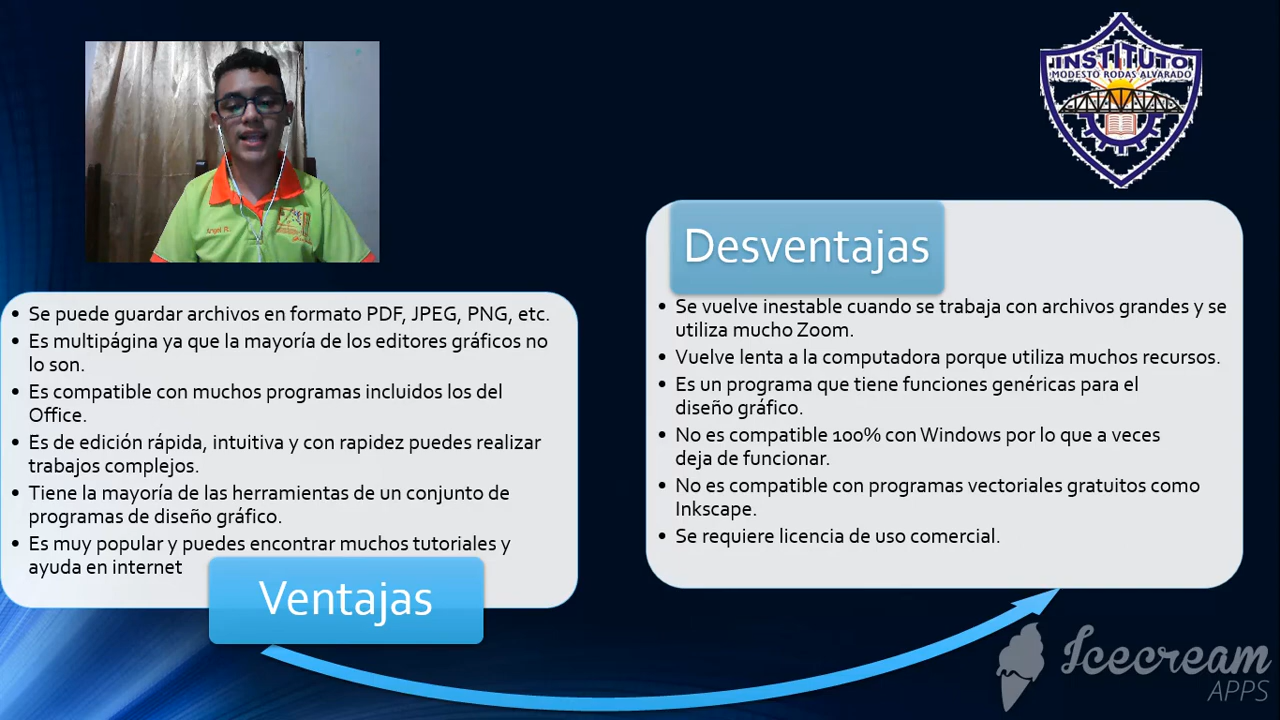 INSTITUTO
MODESTO RODAS ALVARADO
Angel R.
Desventajas
• Se vuelve inestable cuando se trabaja con archivos grandes y se
utiliza mucho Zoom.
• Vuelve lenta a la computadora porque utiliza muchos recursos.
• Es un programa que tiene funciones genéricas para el
diseño gráfico.
• No es compatible 100% con Windows por lo que a veces
deja de funcionar.
• No es compatible con programas vectoriales gratuitos como
Inkscape.
• Se requiere licencia de uso comercial.
• Se puede guardar archivos en formato PDF, JPEG, PNG, etc.
• Es multipágina ya que la mayoría de los editores gráficos no
lo son.
• Es compatible con muchos programas incluidos los del
Office.
• Es de edición rápida, intuitiva y con rapidez puedes realizar
trabajos complejos.
• Tiene la mayoría de las herramientas de un conjunto de
programas de diseño gráfico.
• Es muy popular y puedes encontrar muchos tutoriales y
ayuda en internet
Ventajas
Icecream
APPS